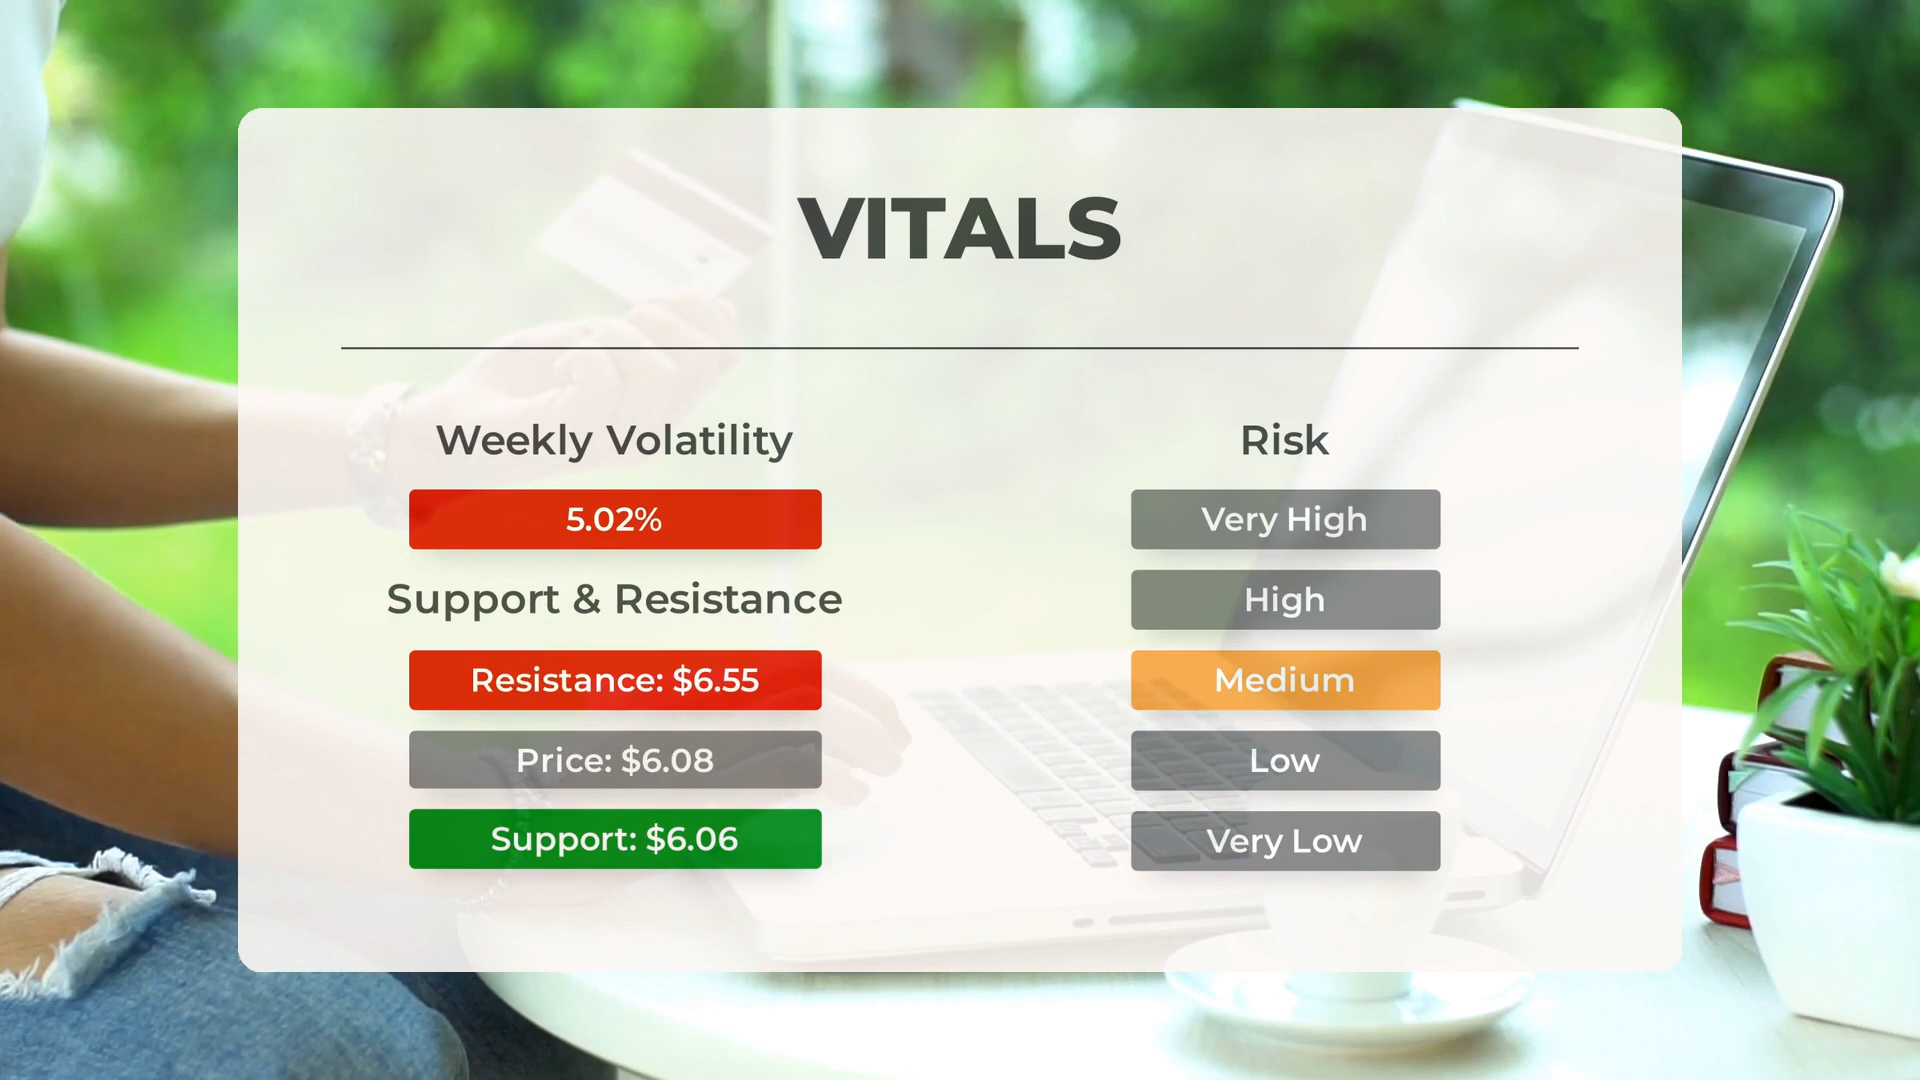 VITALS
Weekly Volatility
5.02%
Support & Resistance
Resistance: $6.55
Price: $6.08
Support: $6.06
Risk
Very High
High
Medium
Low
Very Low